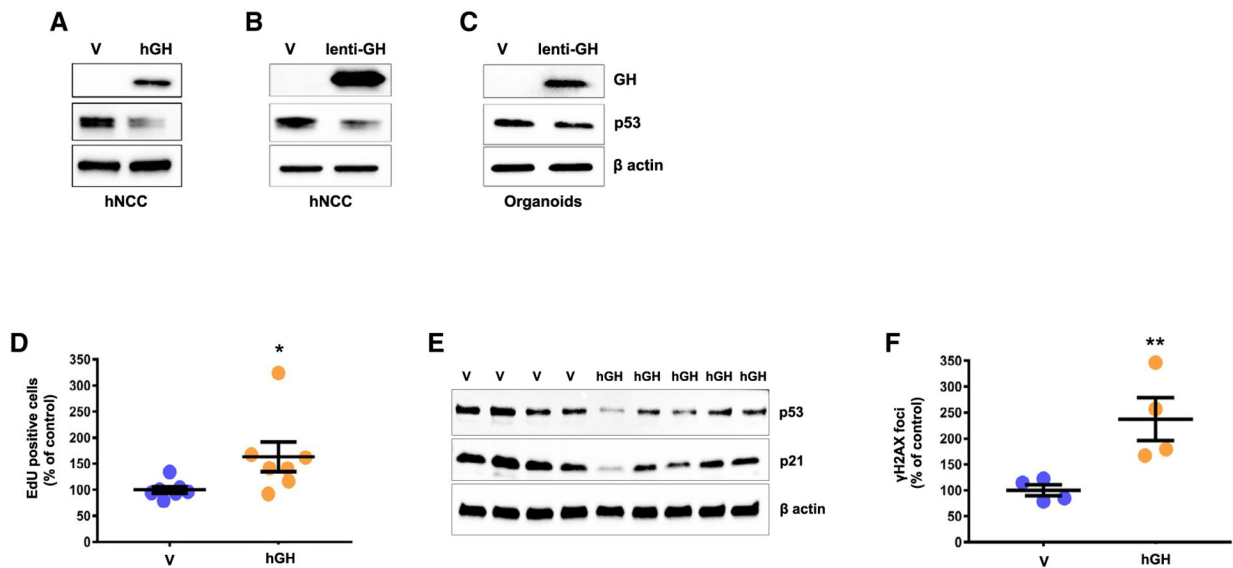 A
V hGH
hNCC
B
V lenti-GH
hNCC
C
V lenti-GH
GH
p53
β actin
Organoids
D
EdU positive cells
(% of control)
350
300
250
200
150
100
50
0
*
V hGH
E
V V V V hGH hGH hGH hGH hGH
p53
p21
β actin
F
γH2AX foci
(% of control)
350
300
250
200
150
100
50
0
**
V hGH